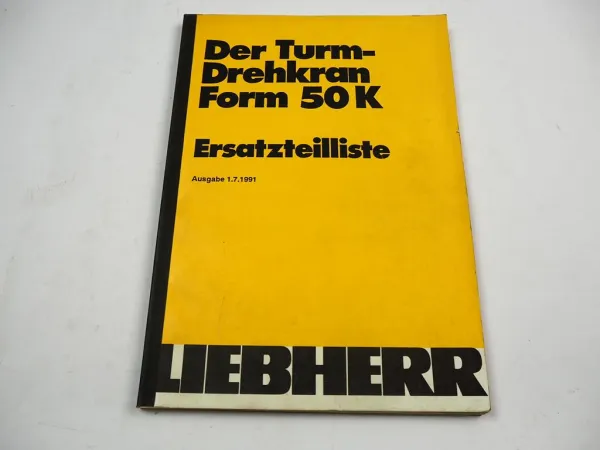 Der Turm-
Drehkran
Form 50 K
Ersatzteilliste
Ausgabe 1.7.1991
LIEBHERR